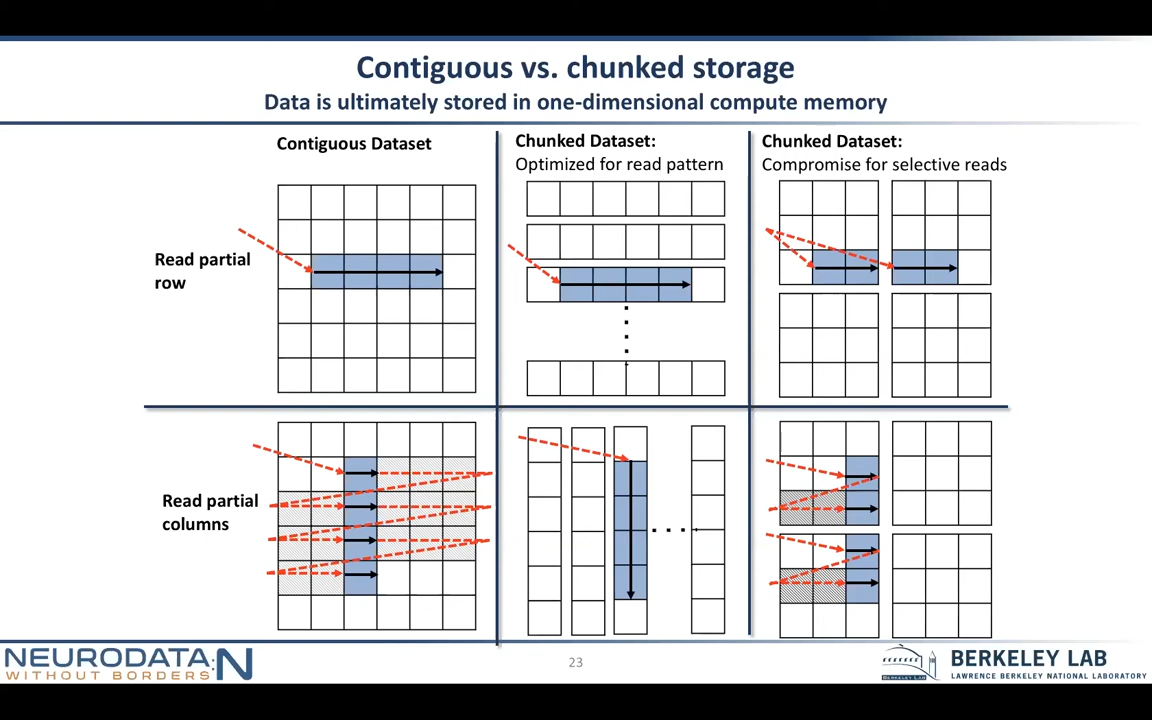 Contiguous vs. chunked storage
Data is ultimately stored in one-dimensional compute memory
Contiguous Dataset
Chunked Dataset:
Optimized for read pattern
Chunked Dataset:
Compromise for selective reads
Read partial
row
Read partial
columns
NEURODATA:N
WITHOUT BORDERS
23
BERKELEY LAB
BERKELEY LAB
LAWRENCE BERKELEY NATIONAL LABORATORY